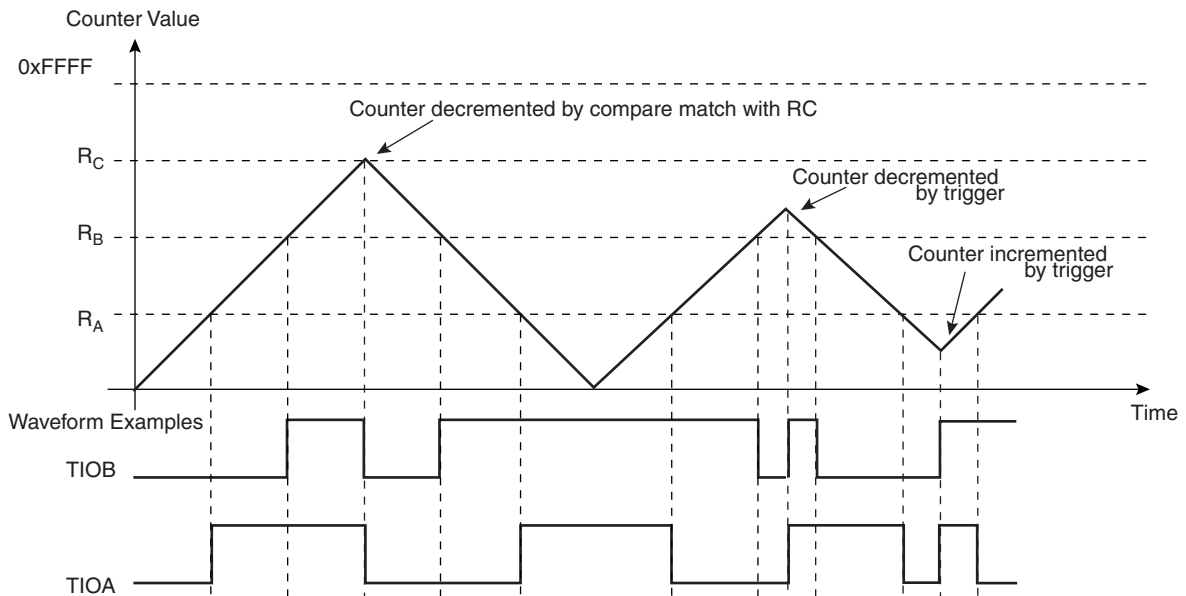 Counter Value
0xFFFF
Counter decremented by compare match with RC
RC
Counter decremented
by trigger
RB
Counter incremented
by trigger
RA
Time
Waveform Examples
TIOB
TIOA